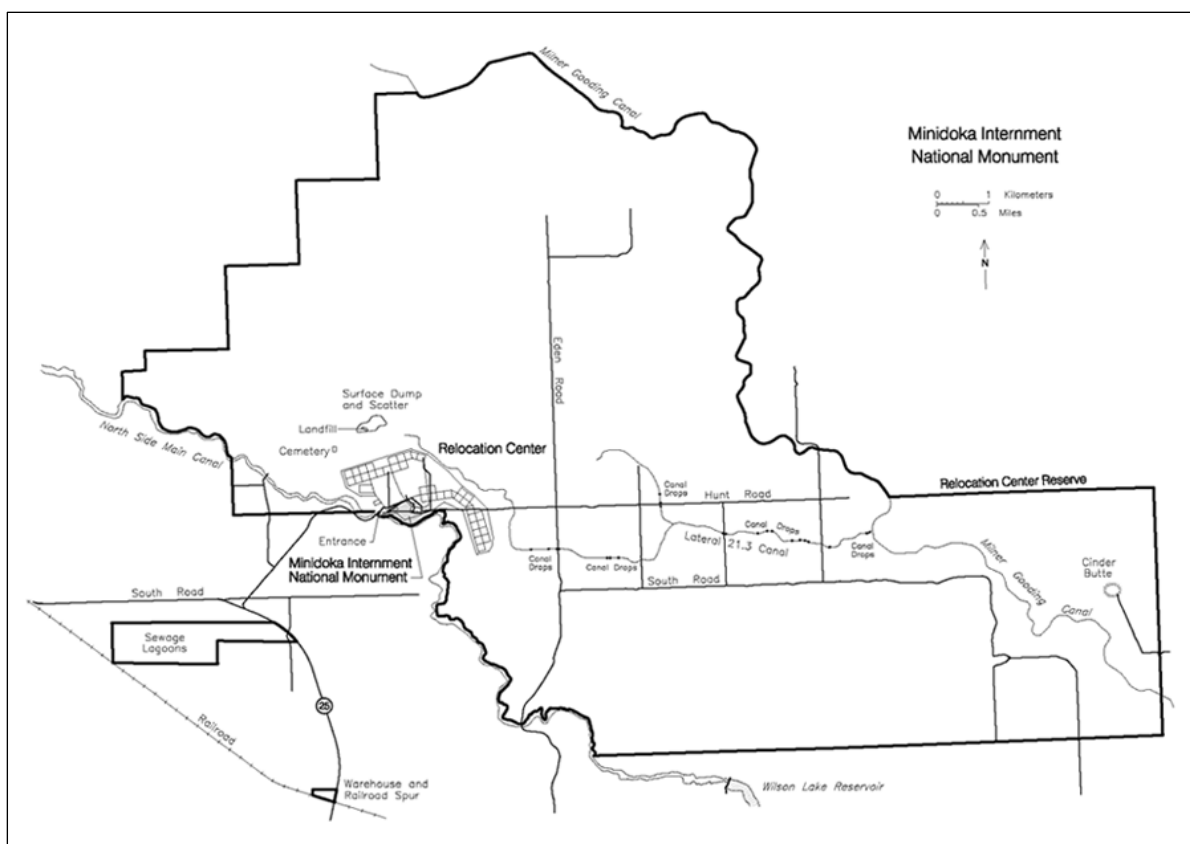 Milner Gooding Canal
Minidoka Internment
National Monument
0 1 Kilometers
0 0.5 Miles
N
Eden Road
Surface Dump
and Scatter
Landfill
Cemetery
North Side Main Canal
Relocation Center
Canal
Drops
Hunt Road
Relocation Center Reserve
Canal Drops
Lateral 21.3 Canal
Canal
Drops
Entrance
Minidoka Internment
National Monument
Canal
Drops
Canal Drops
South Road
Milner Gooding Canal
Cinder
Butte
South Road
Sewage
Lagoons
25
Railroad
Warehouse and
Railroad Spur
Wilson Lake Reservoir